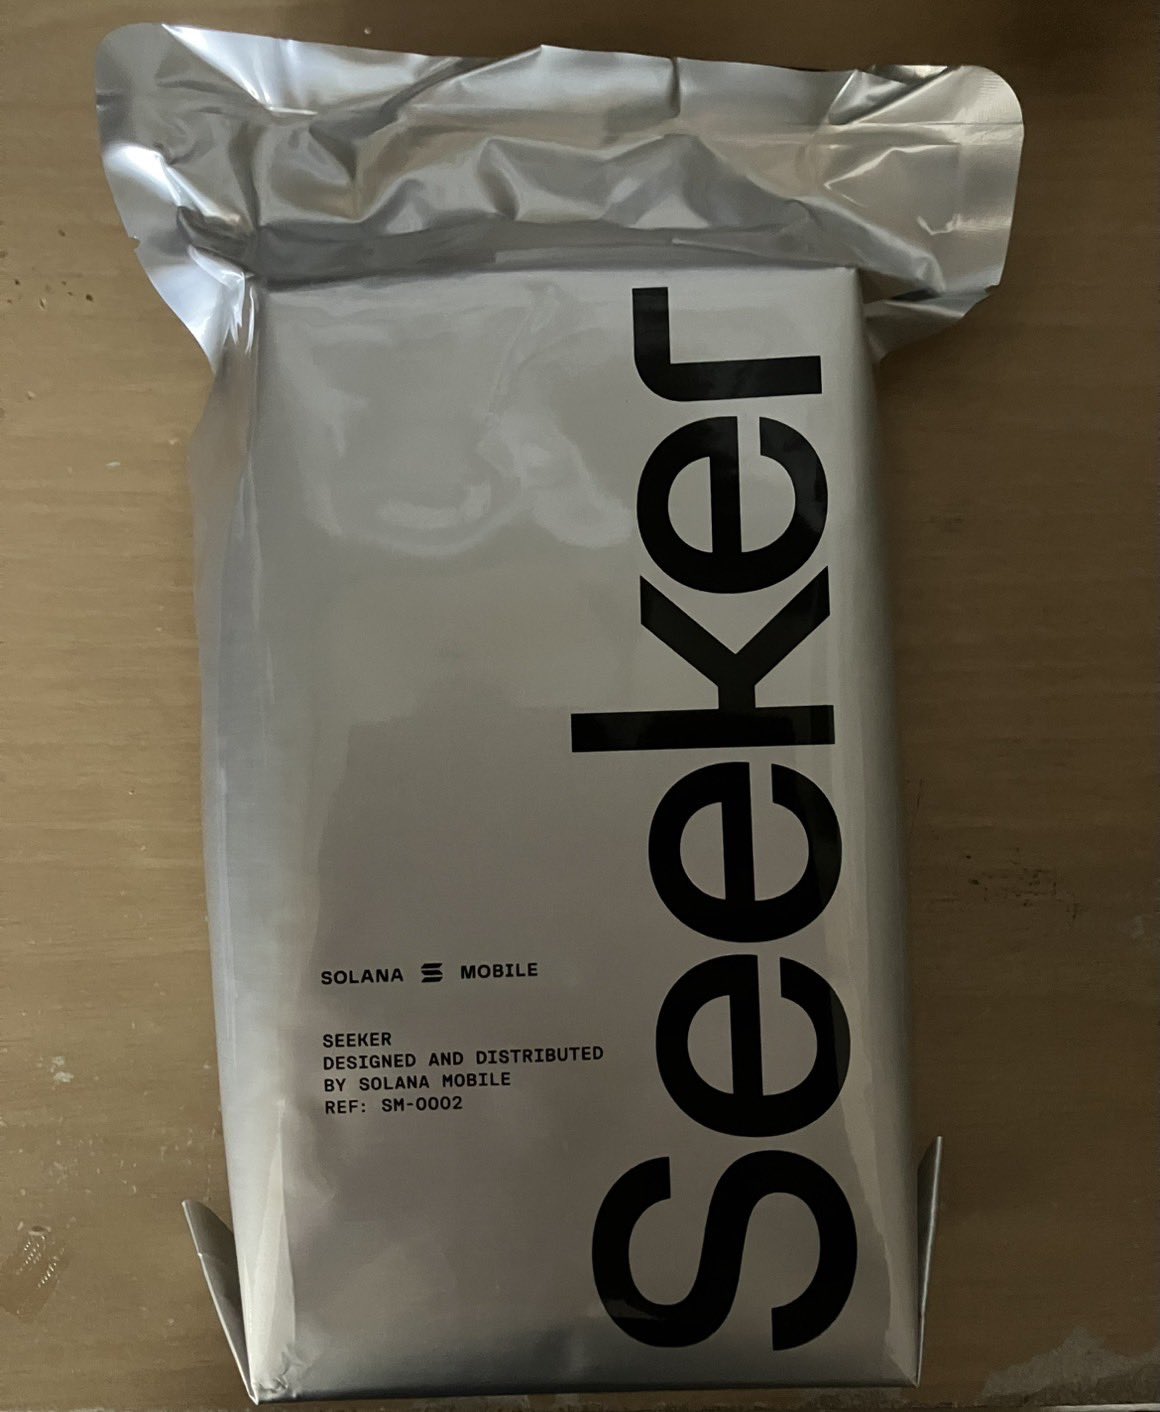 Seeker
SOLANA MOBILE
SEEKER
DESIGNED AND DISTRIBUTED
BY SOLANA MOBILE
REF: SM-0002